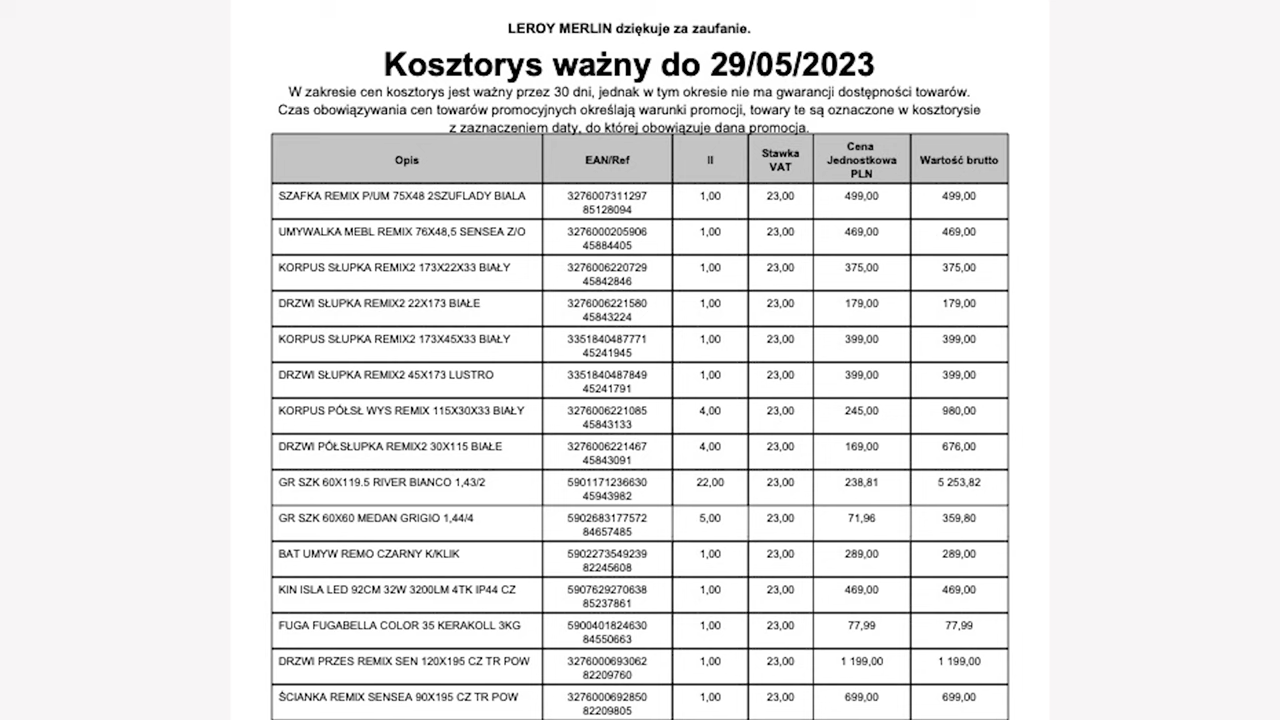 LEROY MERLIN dziękuje za zaufanie.
Kosztorys ważny do 29/05/2023
W zakresie cen kosztorys jest ważny przez 30 dni, jednak w tym okresie nie ma gwarancji dostępności towarów.
Czas obowiązywania cen towarów promocyjnych określają warunki promocji, towary te są oznaczone w kosztorysie
z zaznaczeniem daty, do której obowiązuje dana promocja.
Opis EAN/Ref Il Stawka VAT Cena Jednostkowa PLN Wartość brutto
SZAFKA REMIX P/UM 75X48 2SZUFLADY BIALA 3276007311297 1,00 23,00 499,00 499,00
85128094
UMYWALKA MEBL REMIX 76X48,5 SENSEA Z/O 3276000205906 1,00 23,00 469,00 469,00
45884405
KORPUS SŁUPKA REMIX2 173X22X33 BIAŁY 3276006220729 1,00 23,00 375,00 375,00
45842846
DRZWI SŁUPKA REMIX2 22X173 BIAŁE 3276006221580 1,00 23,00 179,00 179,00
45843224
KORPUS SŁUPKA REMIX2 173X45X33 BIAŁY 3351840487771 1,00 23,00 399,00 399,00
45241945
DRZWI SŁUPKA REMIX2 45X173 LUSTRO 3351840487849 1,00 23,00 399,00 399,00
45241791
KORPUS PÓŁSŁ WYS REMIX 115X30X33 BIAŁY 3276006221085 4,00 23,00 245,00 980,00
45843133
DRZWI PÓŁSŁUPKA REMIX2 30X115 BIAŁE 3276006221467 4,00 23,00 169,00 676,00
45843091
GR SZK 60X119.5 RIVER BIANCO 1,43/2 5901171236630 22,00 23,00 238,81 5 253,82
45943982
GR SZK 60X60 MEDAN GRIGIO 1,44/4 5902683177572 5,00 23,00 71,96 359,80
84657485
BAT UMYW REMO CZARNY K/KLIK 5902273549239 1,00 23,00 289,00 289,00
82245608
KIN ISLA LED 92CM 32W 3200LM 4TK IP44 CZ 5907629270638 1,00 23,00 469,00 469,00
85237861
FUGA FUGABELLA COLOR 35 KERAKOLL 3KG 5900401824630 1,00 23,00 77,99 77,99
84550663
DRZWI PRZES REMIX SEN 120X195 CZ TR POW 3276000693062 1,00 23,00 1 199,00 1 199,00
82209760
ŚCIANKA REMIX SENSEA 90X195 CZ TR POW 3276000692850 1,00 23,00 699,00 699,00
82209805